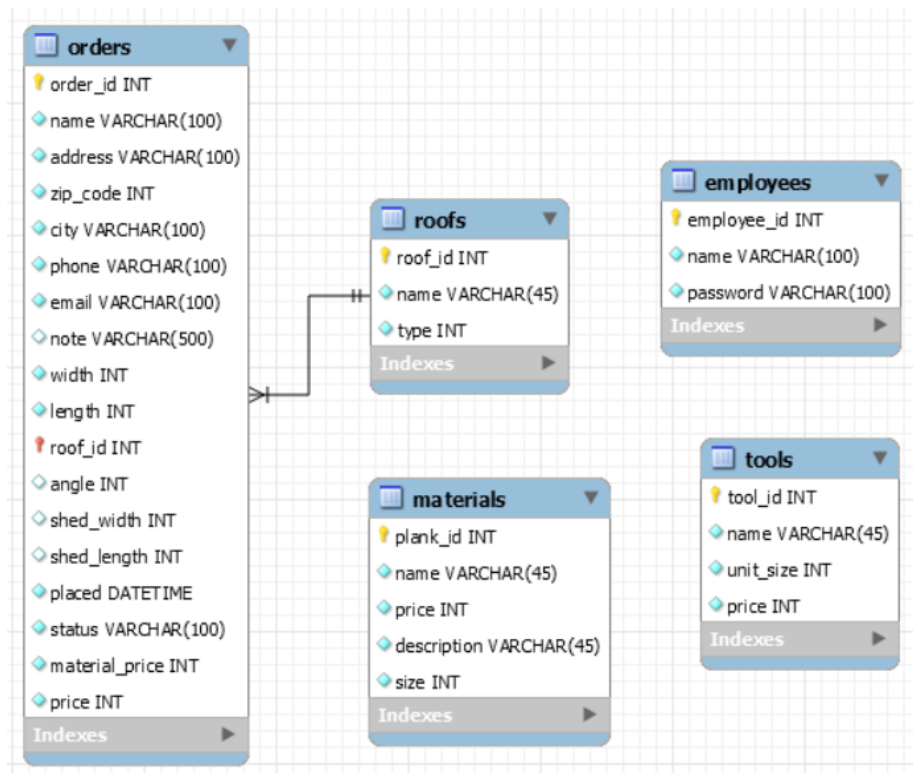 orders
order_id INT
name VARCHAR(100)
address VARCHAR(100)
zip_code INT
city VARCHAR(100)
phone VARCHAR(100)
email VARCHAR(100)
note VARCHAR(500)
width INT
length INT
roof_id INT
angle INT
shed_width INT
shed_length INT
placed DATETIME
status VARCHAR(100)
material_price INT
price INT
Indexes
roofs
roof_id INT
name VARCHAR(45)
type INT
Indexes
employees
employee_id INT
name VARCHAR(100)
password VARCHAR(100)
Indexes
materials
plank_id INT
name VARCHAR(45)
price INT
description VARCHAR(45)
size INT
Indexes
tools
tool_id INT
name VARCHAR(45)
unit_size INT
price INT
Indexes